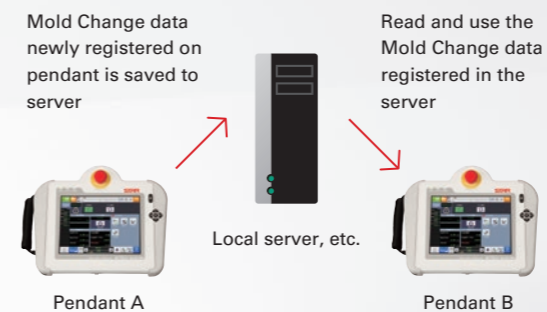 Mold Change data
newly registered on
pendant is saved to
server
Read and use the
Mold Change data
registered in the
server
Local server, etc.
Pendant A
Pendant B